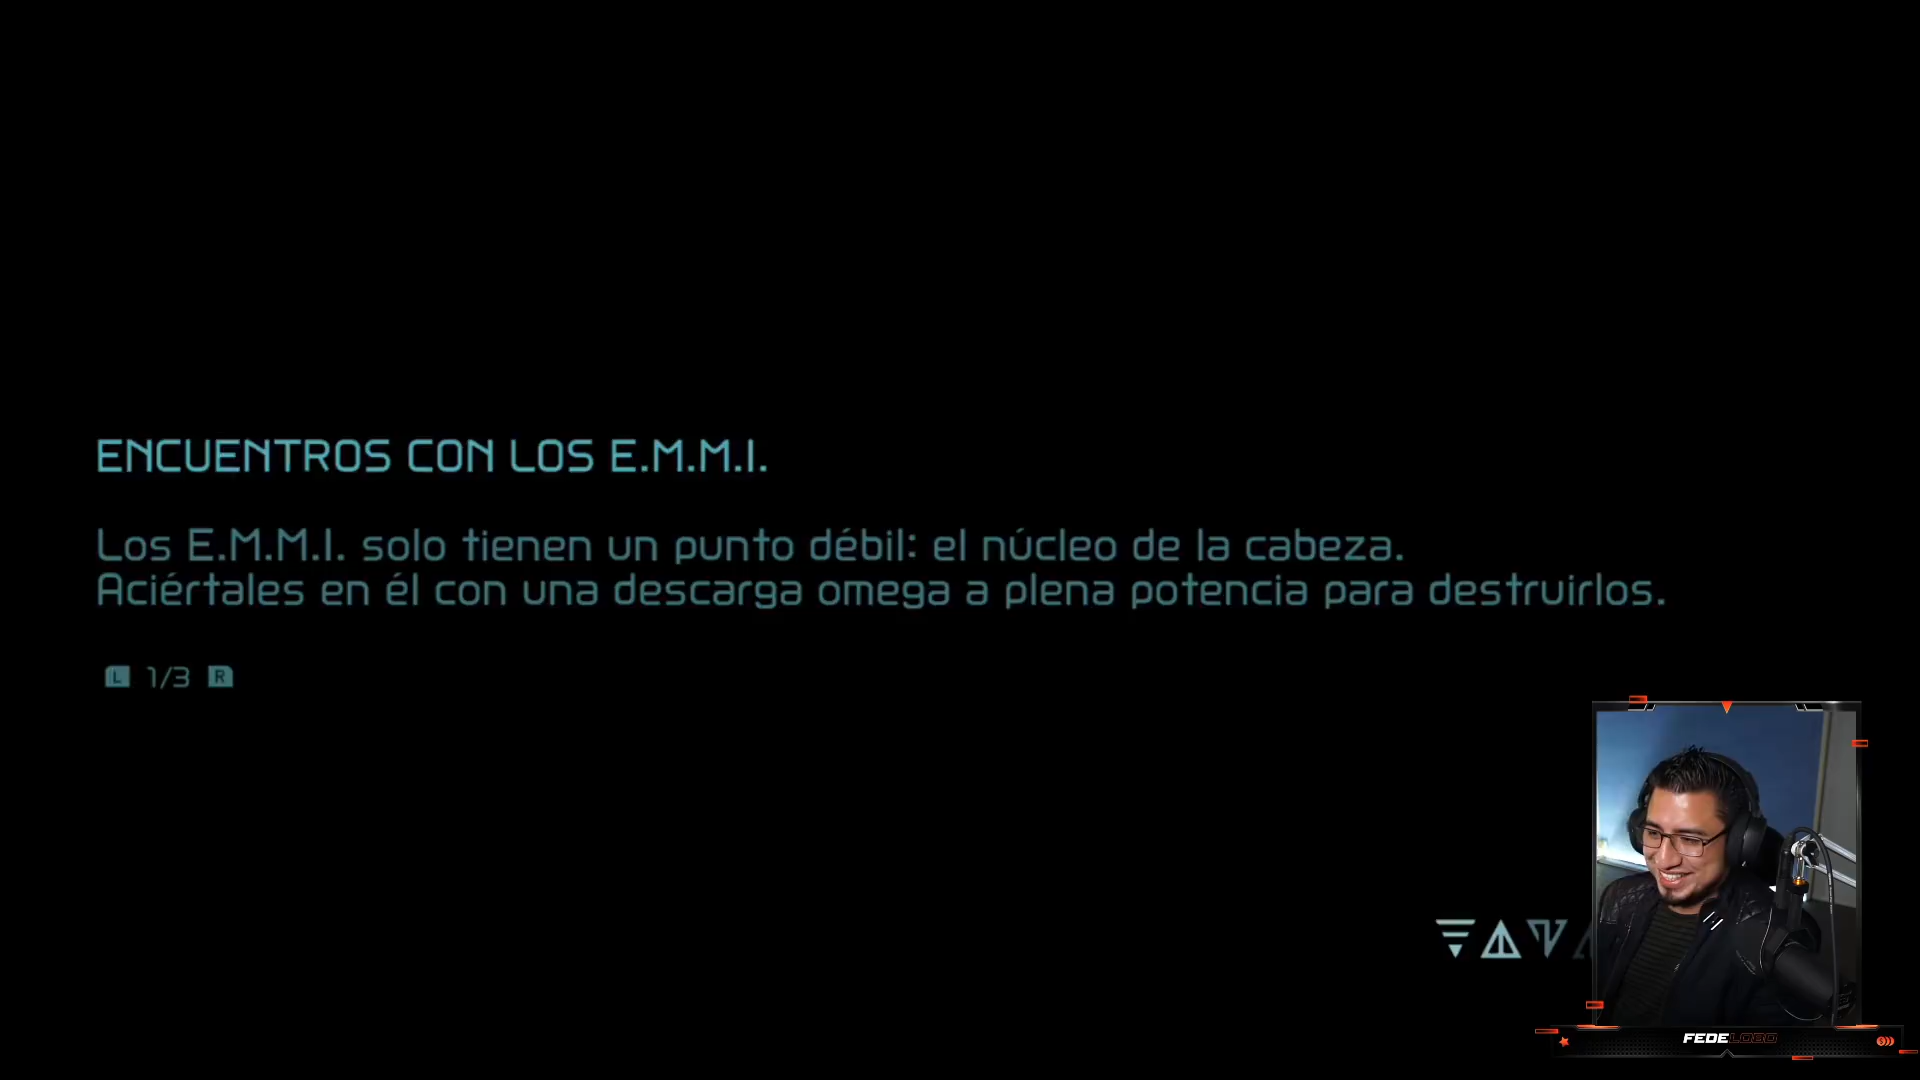 ENCUENTROS CON LOS E.M.M.I.
Los E.M.M.I. solo tienen un punto débil: el núcleo de la cabeza.
Aciértales en él con una descarga omega a plena potencia para destruirlos.
L 1/3 R
FEDELOBO